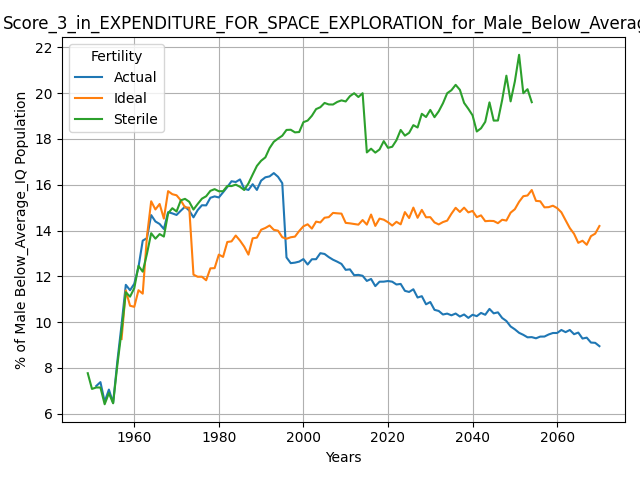 Score_3_in_EXPENDITURE_FOR_SPACE_EXPLORATION_for_Male_Below_Averag
Fertility
Actual
Ideal
Sterile
% of Male Below_Average_IQ Population
22
20
18
16
14
12
10
8
6
1960 1980 2000 2020 2040 2060
Years